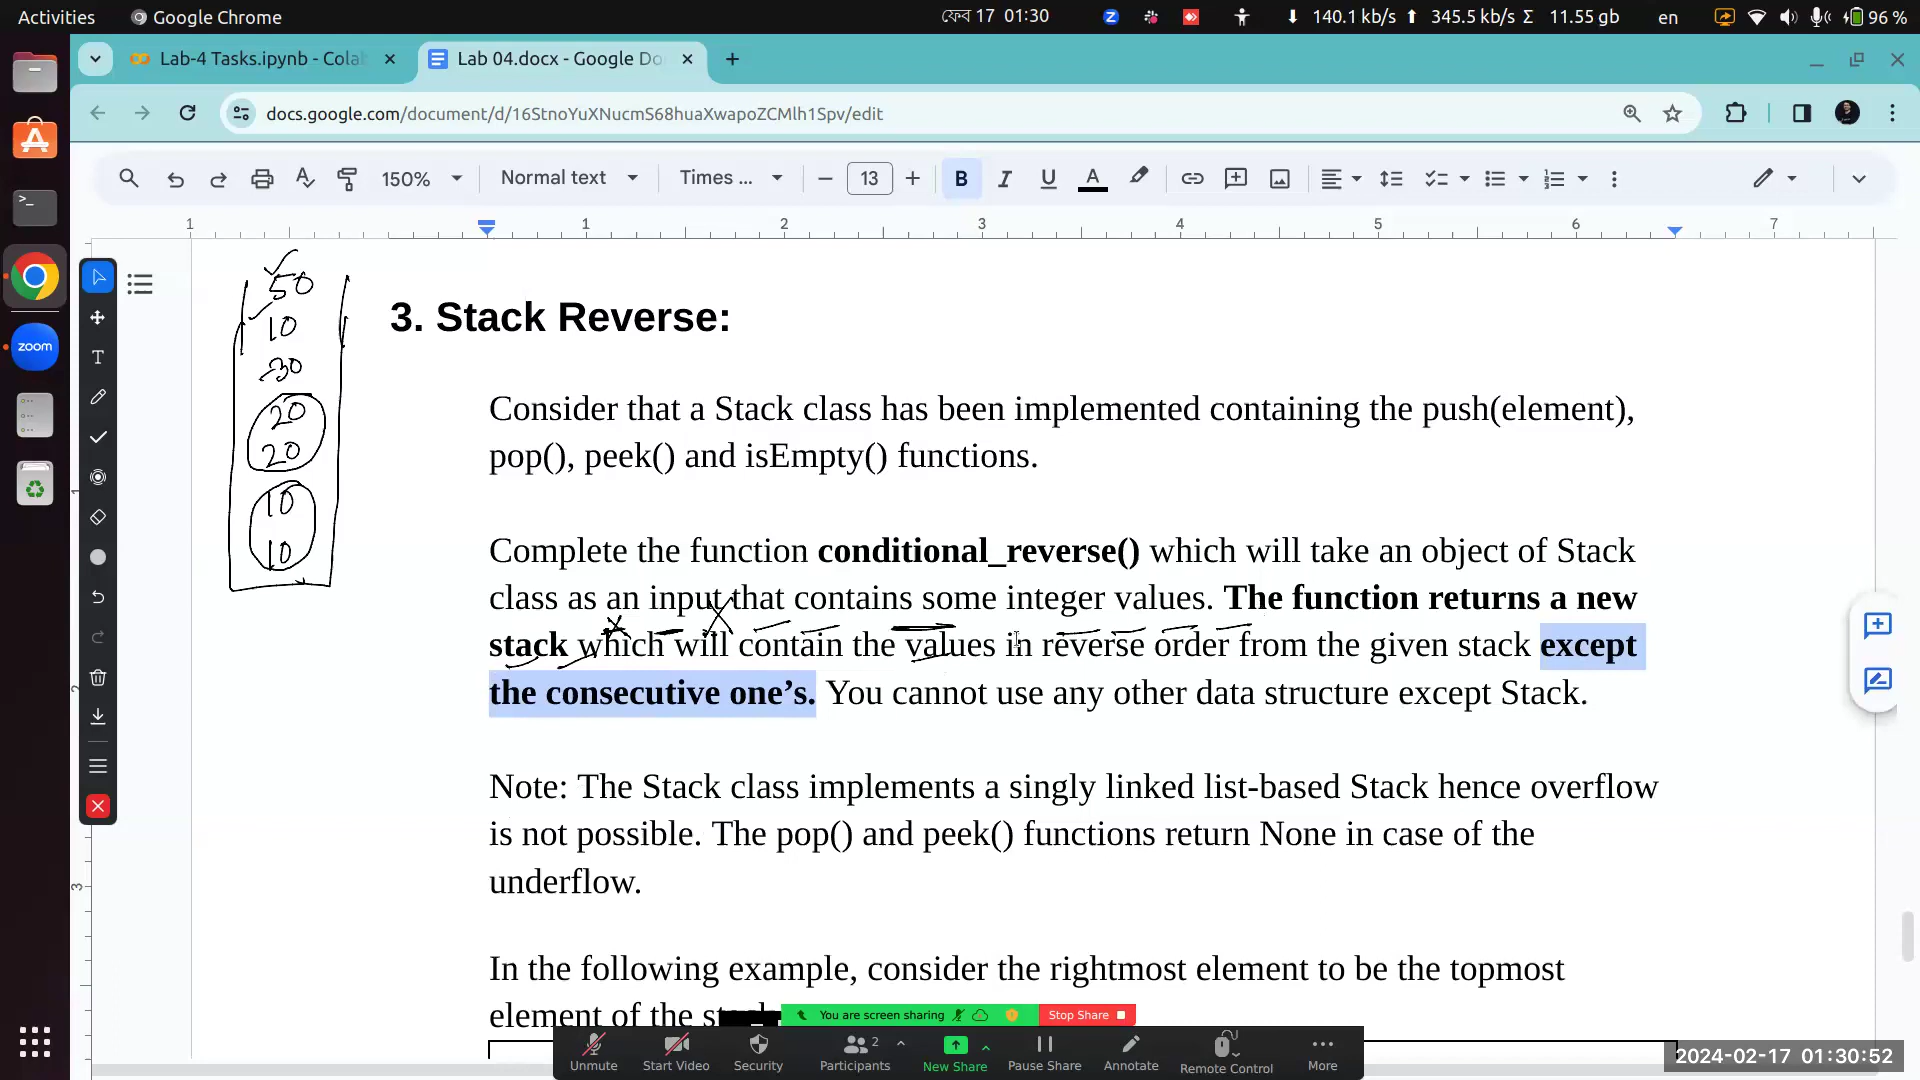 Activities
Google Chrome
ফেব 17 01:30
140.1 kb/s
345.5 kb/s Σ 11.55 gb
en
96 %
Lab-4 Tasks.ipynb - Cola
Lab 04.docx - Google Do
docs.google.com/document/d/16StnoYuXNucmS68huaXwapoZCMlh1Spv/edit
150%
Normal text
Times ...
13
B
I
U
A
1 1 2 3 4 5 6 7
50
10
30
20
20
10
10
3. Stack Reverse:
Consider that a Stack class has been implemented containing the push(element),
pop(), peek() and isEmpty() functions.
Complete the function conditional_reverse() which will take an object of Stack
class as an input that contains some integer values. The function returns a new
stack which will contain the values in reverse order from the given stack except
the consecutive one’s. You cannot use any other data structure except Stack.
Note: The Stack class implements a singly linked list-based Stack hence overflow
is not possible. The pop() and peek() functions return None in case of the
underflow.
In the following example, consider the rightmost element to be the topmost
element of the
zoom
T
1
2
3
You are screen sharing
Stop Share
Unmute
Start Video
Security
Participants
2
New Share
Pause Share
Annotate
Remote Control
More
2024-02-17 01:30:52